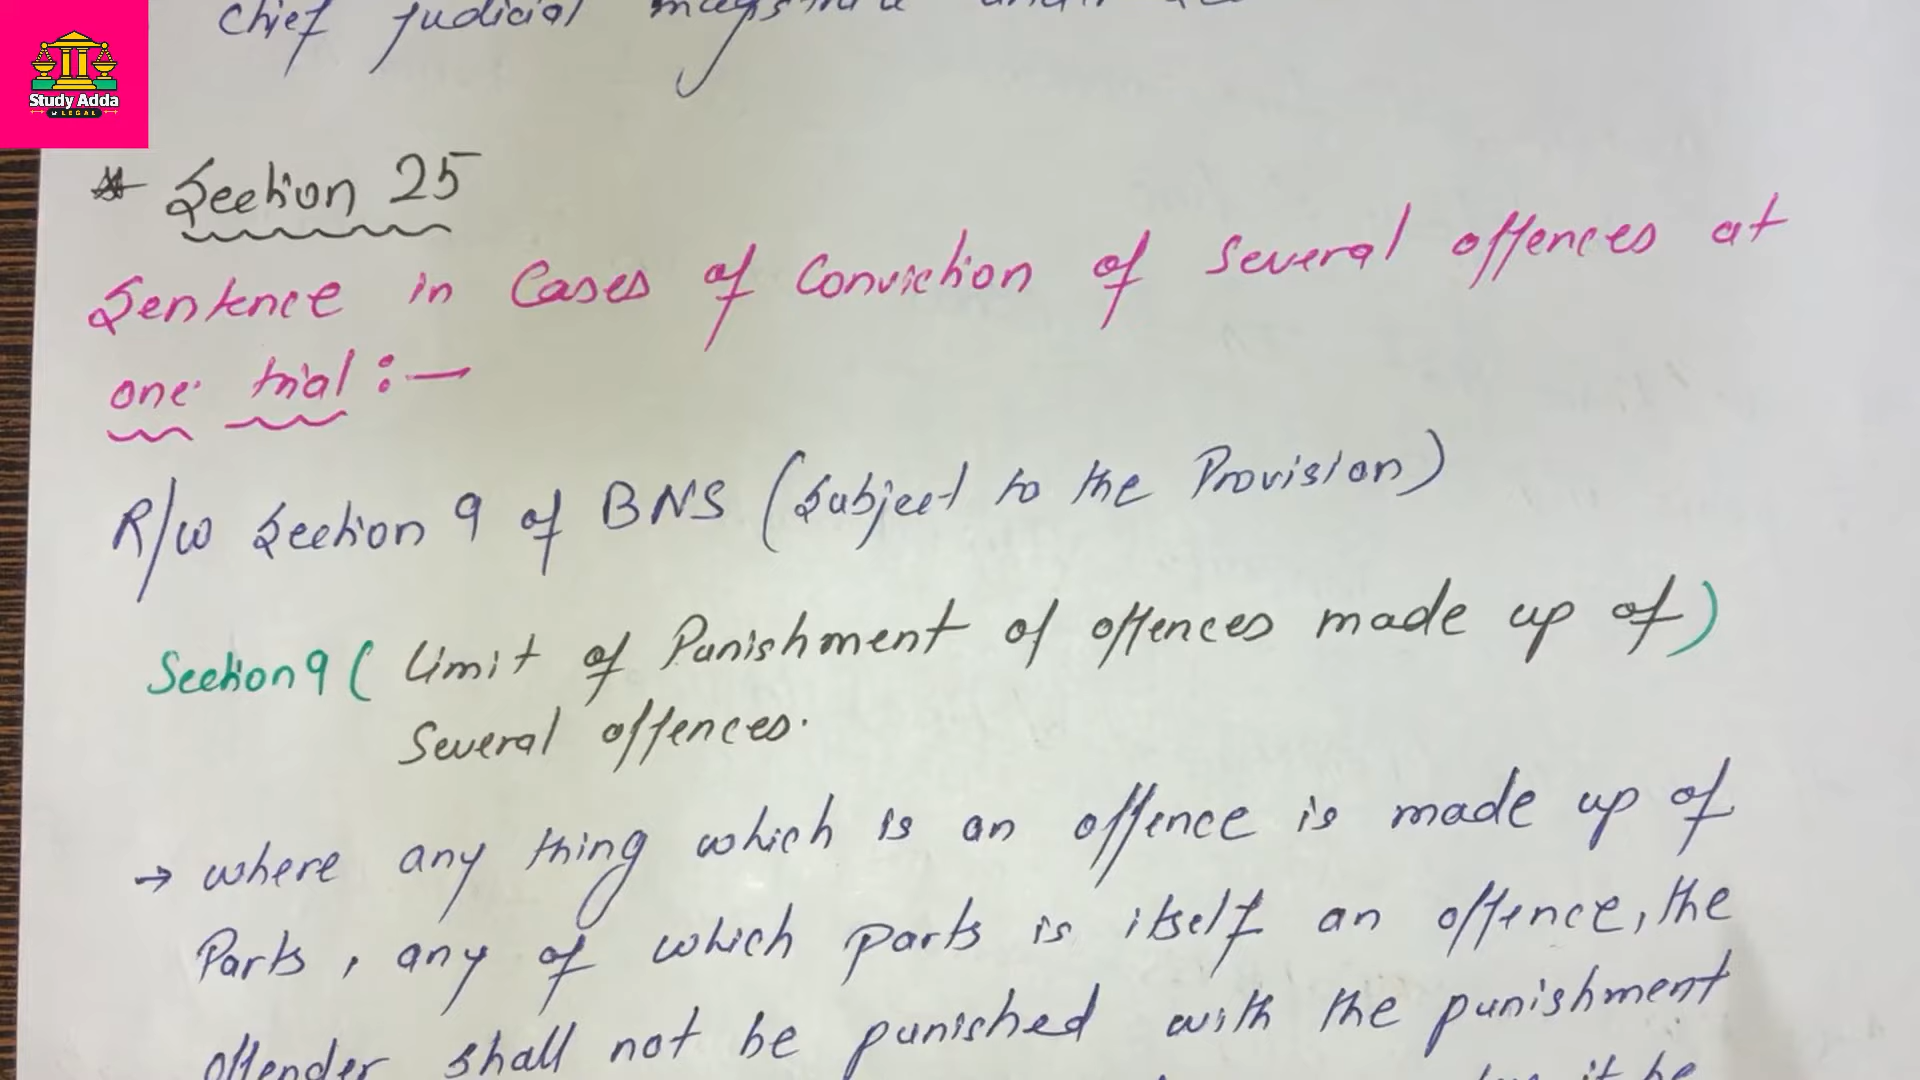 Chief Judicial
Study Adda
LEGAL
* Section 25
Sentence in Cases of Conviction of Several offences at
one trial :-
R/w Section 9 of BNS (Subject to the Provision)
Section 9 ( Limit of Punishment of offences made up of )
Several offences.
→ where any thing which is an offence is made up of
Parts, any of which parts is itself an offence, the
offender shall not be punished with the punishment
it be